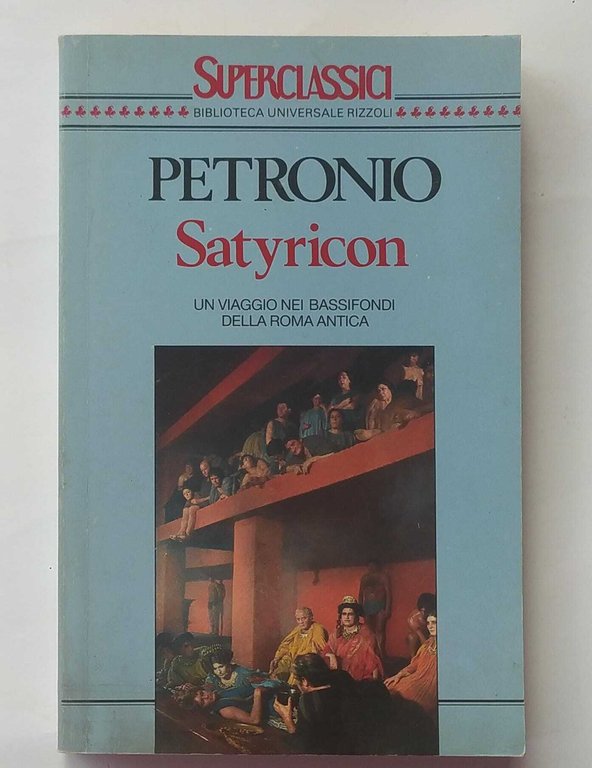 SUPERCLASSICI
BIBLIOTECA UNIVERSALE RIZZOLI
PETRONIO
Satyricon
UN VIAGGIO NEI BASSIFONDI
DELLA ROMA ANTICA